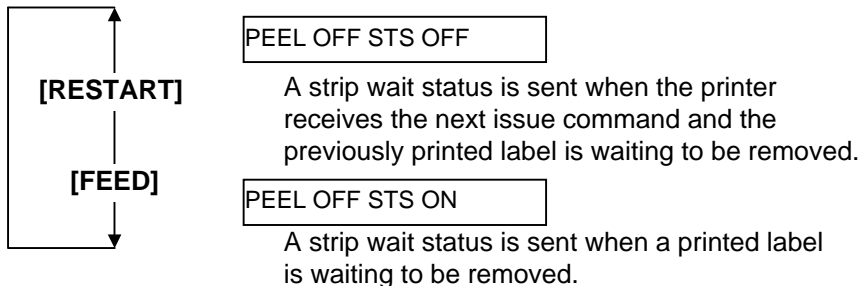 PEEL OFF STS OFF
[RESTART]
A strip wait status is sent when the printer
receives the next issue command and the
previously printed label is waiting to be removed.
[FEED]
PEEL OFF STS ON
A strip wait status is sent when a printed label
is waiting to be removed.